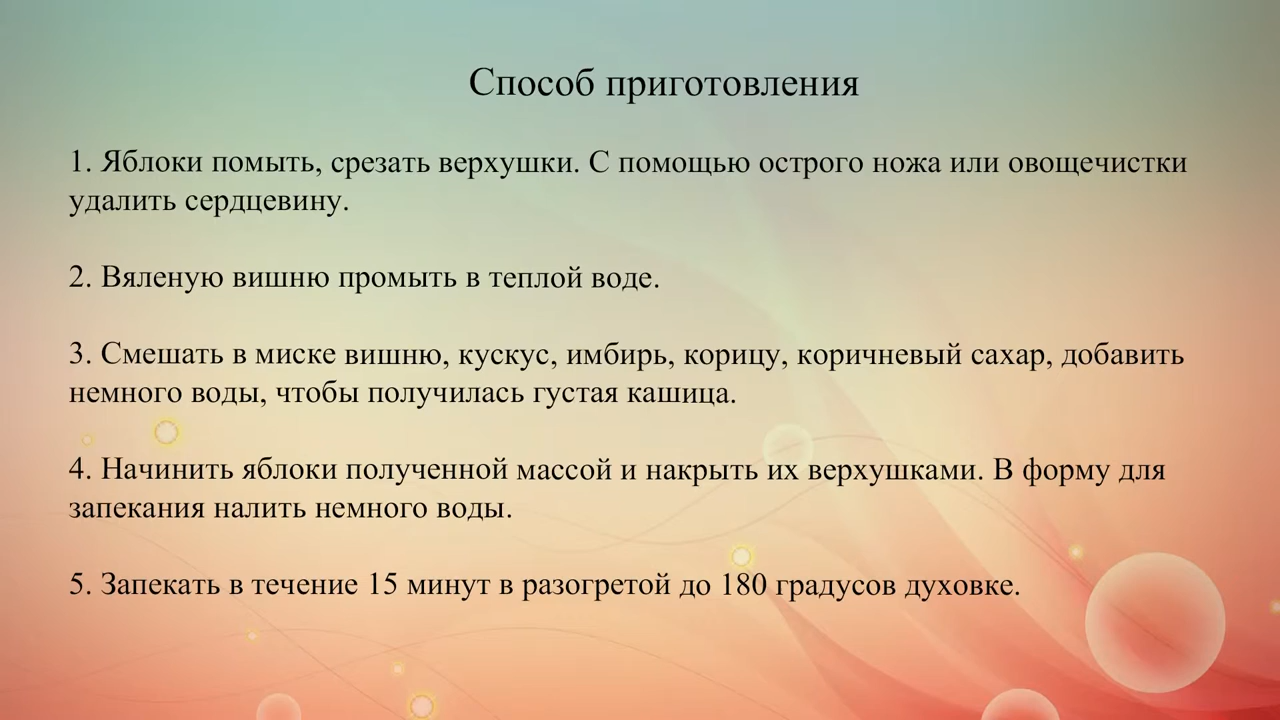 Способ приготовления
1. Яблоки помыть, срезать верхушки. С помощью острого ножа или овощечистки
удалить сердцевину.
2. Вяленую вишню промыть в теплой воде.
3. Смешать в миске вишню, кускус, имбирь, корицу, коричневый сахар, добавить
немного воды, чтобы получилась густая кашица.
4. Начинить яблоки полученной массой и накрыть их верхушками. В форму для
запекания налить немного воды.
5. Запекать в течение 15 минут в разогретой до 180 градусов духовке.